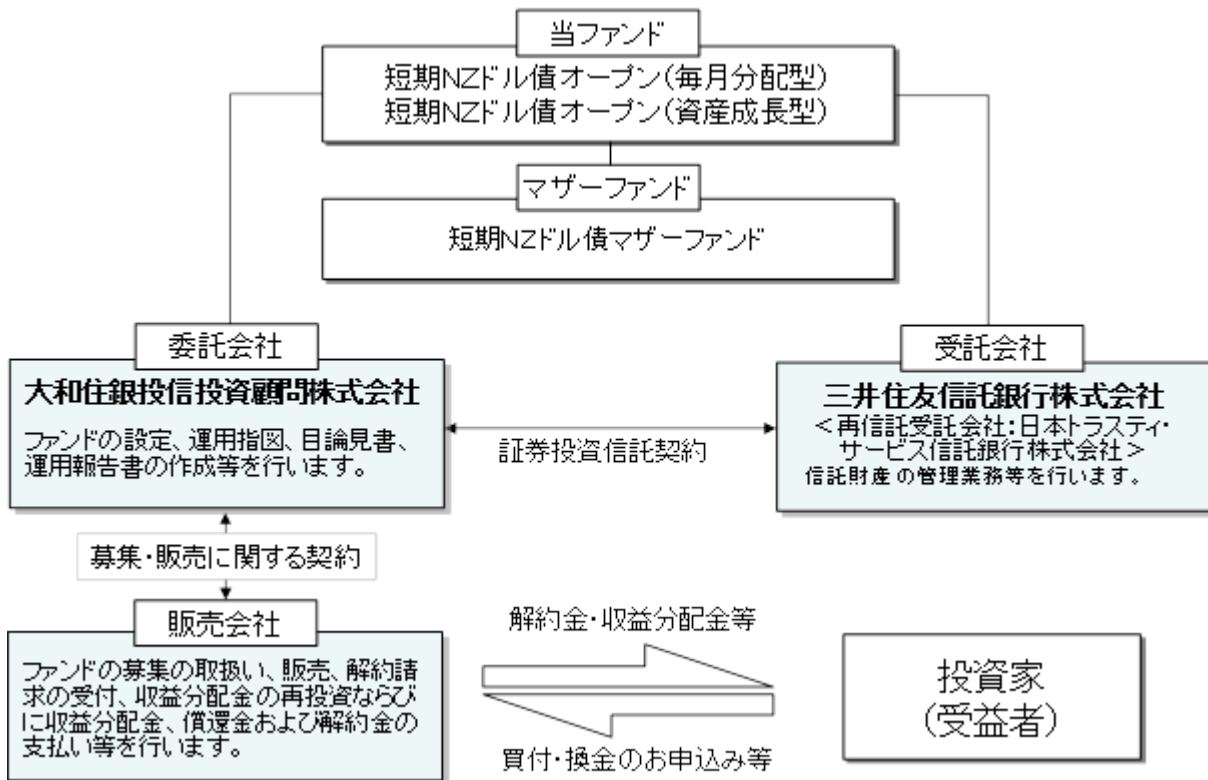 当ファンド
短期NZドル債オープン(毎月分配型)
短期NZドル債オープン(資産成長型)
マザーファンド
短期NZドル債マザーファンド
委託会社
大和住銀投信投資顧問株式会社
ファンドの設定、運用指図、目論見書、
運用報告書の作成等を行います。
証券投資信託契約
受託会社
三井住友信託銀行株式会社
<再信託受託会社:日本トラスティ・
サービス信託銀行株式会社>
信託財産の管理業務等を行います。
募集・販売に関する契約
販売会社
ファンドの募集の取扱い、販売、解約請
求の受付、収益分配金の再投資ならび
に収益分配金、償還金および解約金の
支払い等を行います。
解約金・収益分配金等
買付・換金のお申込み等
投資家
(受益者)